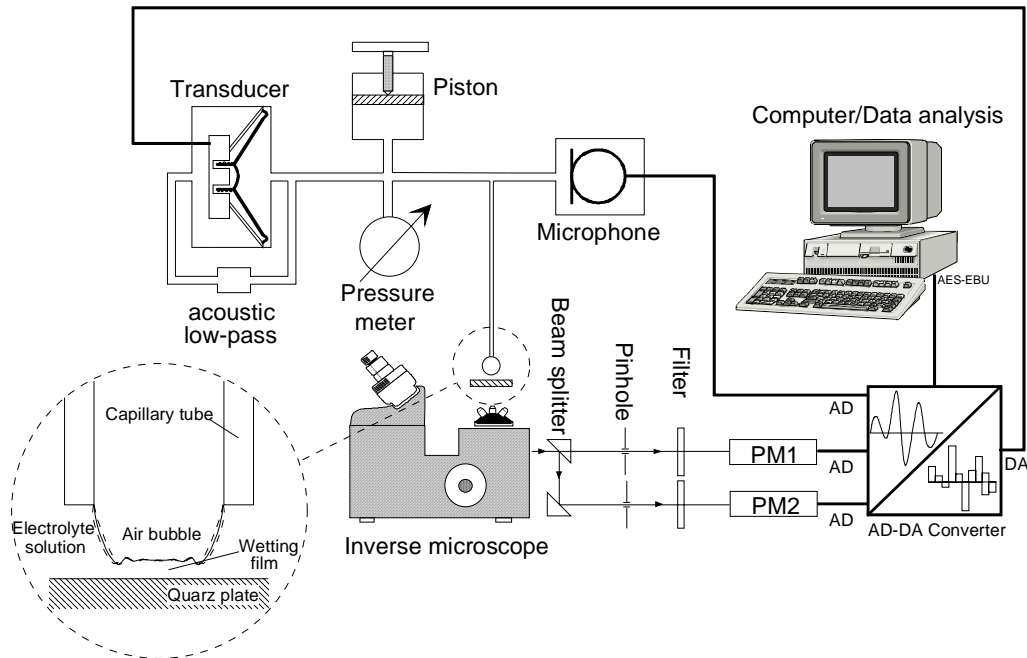 Transducer
Piston
Computer/Data analysis
Microphone
AES-EBU
acoustic
low-pass
Pressure
meter
Beam splitter
Pinhole
Filter
Capillary tube
AD
PM1
AD
DA
PM2
AD
AD-DA Converter
Electrolyte
solution
Air bubble
Wetting
film
Inverse microscope
Quarz plate